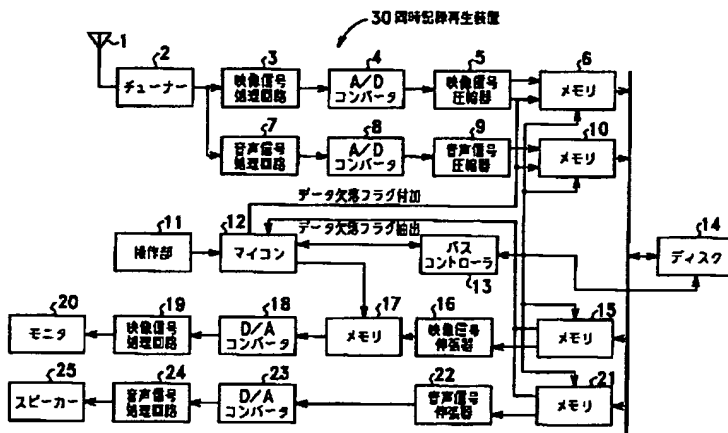 30 同時記録再生装置
1
2
チューナー
3
映像信号
処理回路
4
A/D
コンバータ
5
映像信号
圧縮器
6
メモリ
7
音声信号
処理回路
8
A/D
コンバータ
9
音声信号
圧縮器
10
メモリ
データ欠落フラグ付加
データ欠落フラグ抽出
11
操作部
12
マイコン
バス
コントローラ
13
14
ディスク
20
モニタ
19
映像信号
処理回路
18
D/A
コンバータ
17
メモリ
16
映像信号
伸張器
15
メモリ
25
スピーカー
24
音声信号
処理回路
23
D/A
コンバータ
22
音声信号
伸張器
21
メモリ